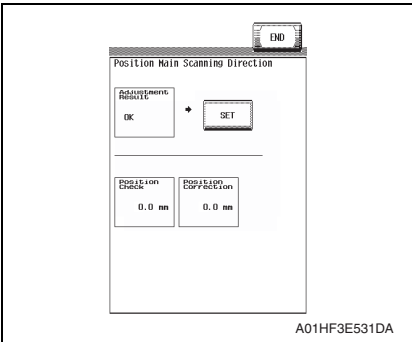 END
Position Main Scanning Direction
Adjustment
Result
OK
SET
Position
Check
0.0 mm
Position
Correction
0.0 mm
A01HF3E531DA